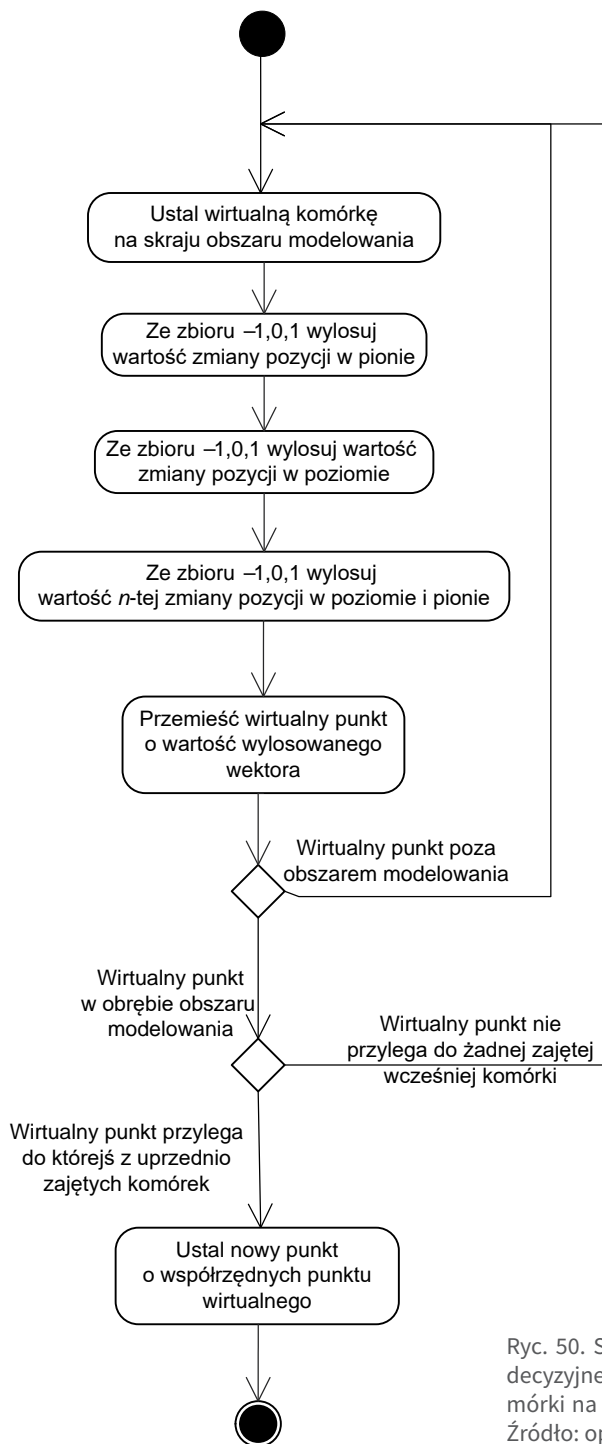 Ustal wirtualną komórkę
na skraju obszaru modelowania
Ze zbioru –1,0,1 wylosuj
wartość zmiany pozycji w pionie
Ze zbioru –1,0,1 wylosuj wartość
zmiany pozycji w poziomie
Ze zbioru –1,0,1 wylosuj
wartość n-tej zmiany pozycji w poziomie i pionie
Przemieść wirtualny punkt
o wartość wylosowanego
wektora
Wirtualny punkt poza
obszarem modelowania
Wirtualny punkt
w obrębie obszaru
modelowania
Wirtualny punkt nie
przylega do żadnej zajętej
wcześniej komórki
Wirtualny punkt przylega
do którejś z uprzednio
zajętych komórek
Ustal nowy punkt
o współrzędnych punktu
wirtualnego
Ryc. 50. S
decyzyjne
mórki na
Źródło: op